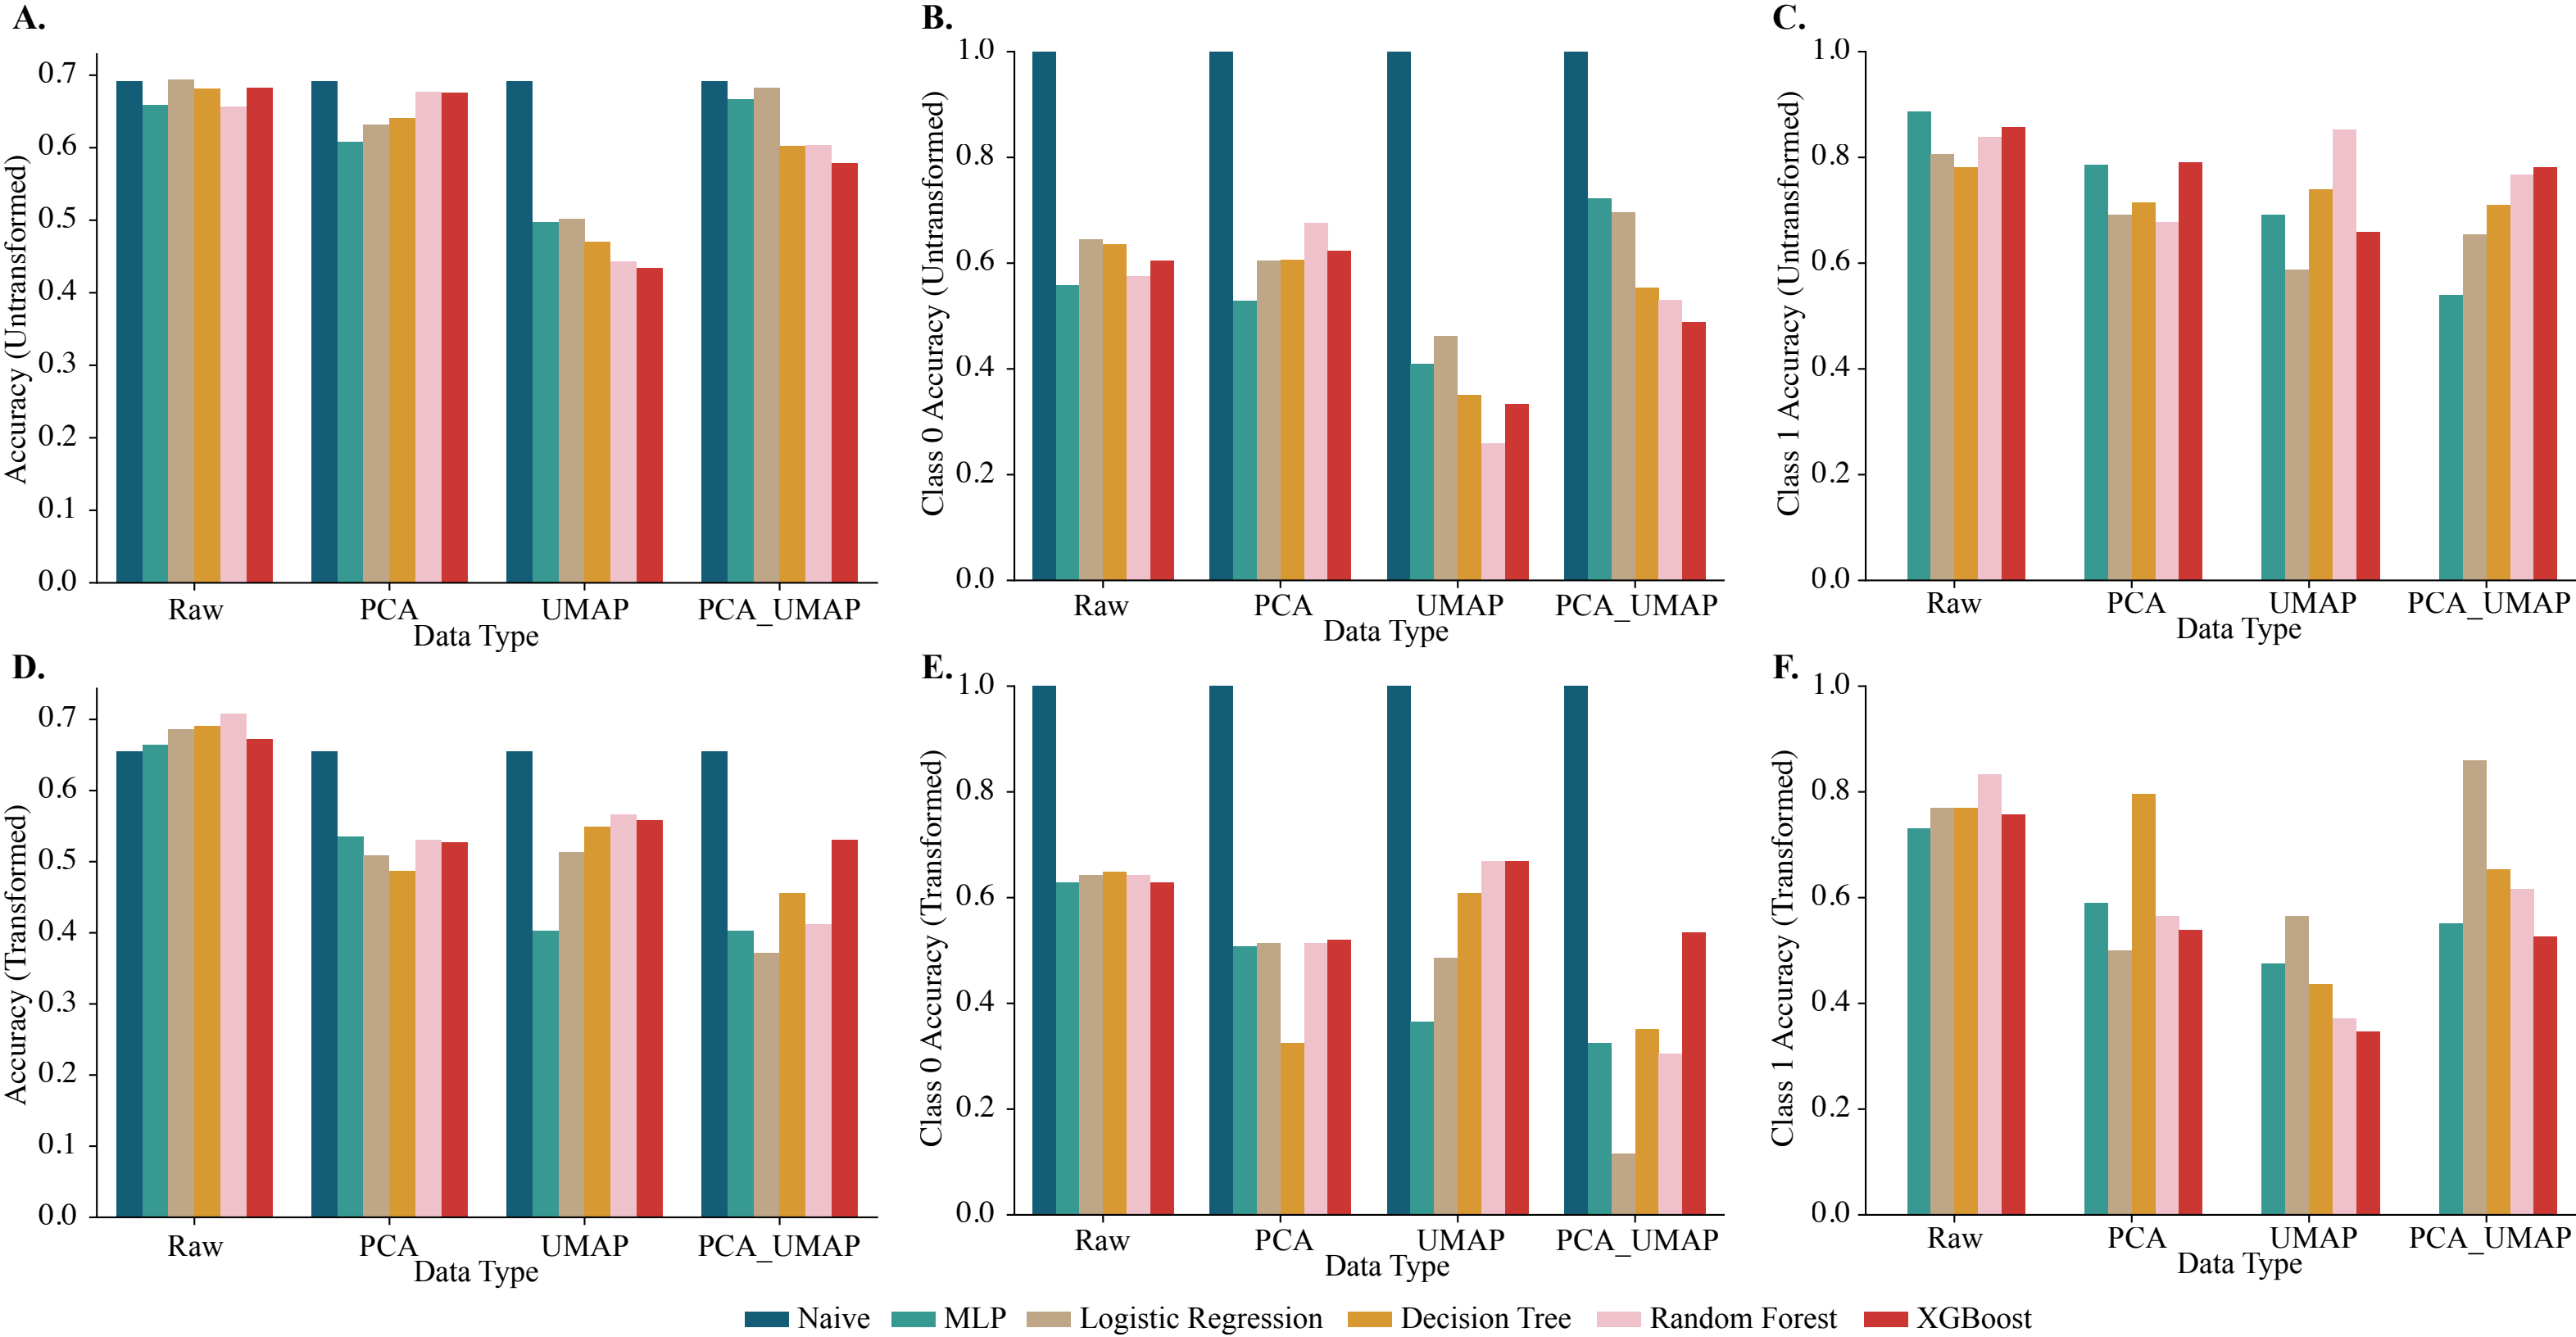 A.
Accuracy (Untransformed)
0.7
0.6
0.5
0.4
0.3
0.2
0.1
0.0
Raw PCA UMAP PCA_UMAP
Data Type
B.
Class 0 Accuracy (Untransformed)
1.0
0.8
0.6
0.4
0.2
0.0
Raw PCA UMAP PCA_UMAP
Data Type
C.
Class 1 Accuracy (Untransformed)
1.0
0.8
0.6
0.4
0.2
0.0
Raw PCA UMAP PCA_UMAP
Data Type
D.
Accuracy (Transformed)
0.7
0.6
0.5
0.4
0.3
0.2
0.1
0.0
Raw PCA UMAP PCA_UMAP
Data Type
E.
Class 0 Accuracy (Transformed)
1.0
0.8
0.6
0.4
0.2
0.0
Raw PCA UMAP PCA_UMAP
Data Type
F.
Class 1 Accuracy (Transformed)
1.0
0.8
0.6
0.4
0.2
0.0
Raw PCA UMAP PCA_UMAP
Data Type
Naive MLP Logistic Regression Decision Tree Random Forest XGBoost